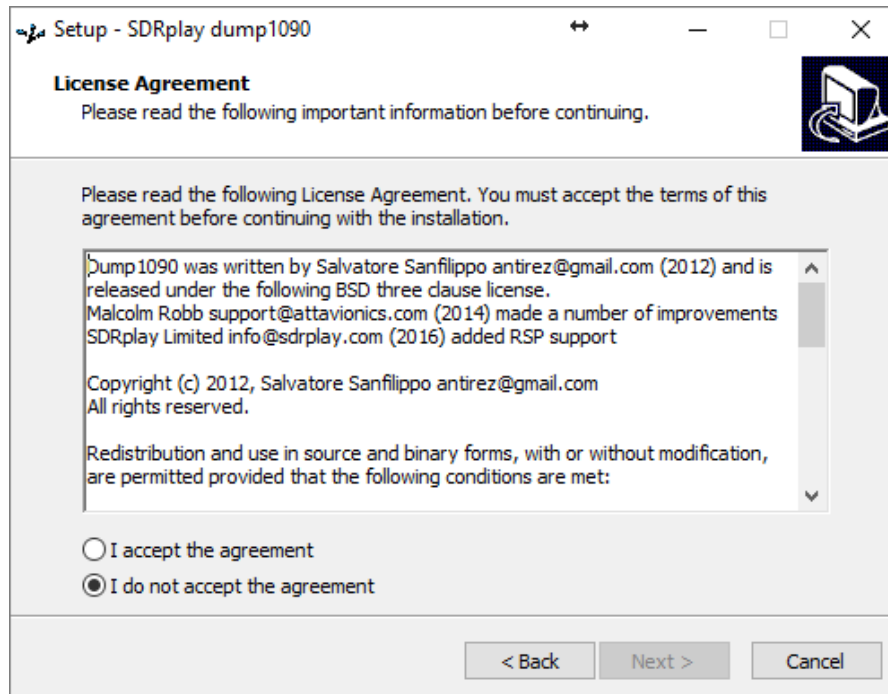 Setup - SDRplay dump1090
License Agreement
Please read the following important information before continuing.
Please read the following License Agreement. You must accept the terms of this
agreement before continuing with the installation.
Dump1090 was written by Salvatore Sanfilippo antirez@gmail.com (2012) and is
released under the following BSD three clause license.
Malcolm Robb support@attavionics.com (2014) made a number of improvements
SDRplay Limited info@sdrplay.com (2016) added RSP support
Copyright (c) 2012, Salvatore Sanfilippo antirez@gmail.com
All rights reserved.
Redistribution and use in source and binary forms, with or without modification,
are permitted provided that the following conditions are met:
I accept the agreement
I do not accept the agreement
< Back
Next >
Cancel